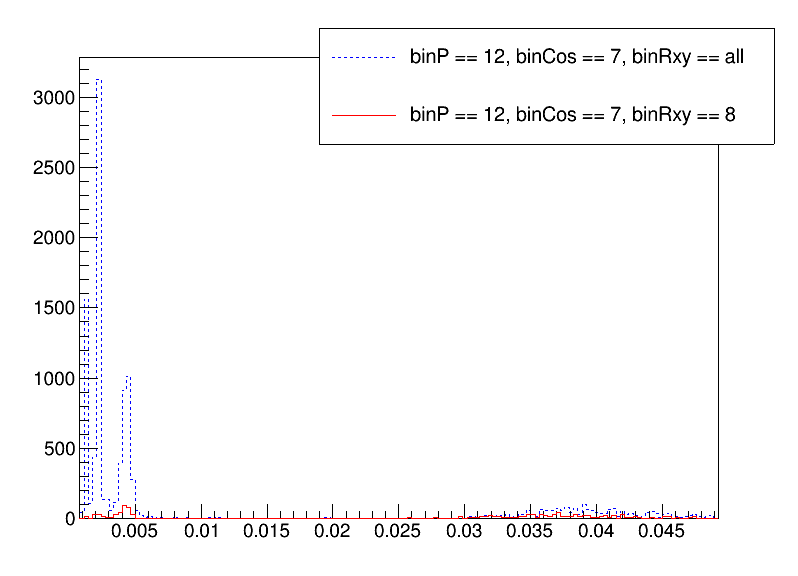 binP == 12, binCos == 7, binRxy == all
binP == 12, binCos == 7, binRxy == 8
3000
2500
2000
1500
1000
500
0
0.005 0.01 0.015 0.02 0.025 0.03 0.035 0.04 0.045